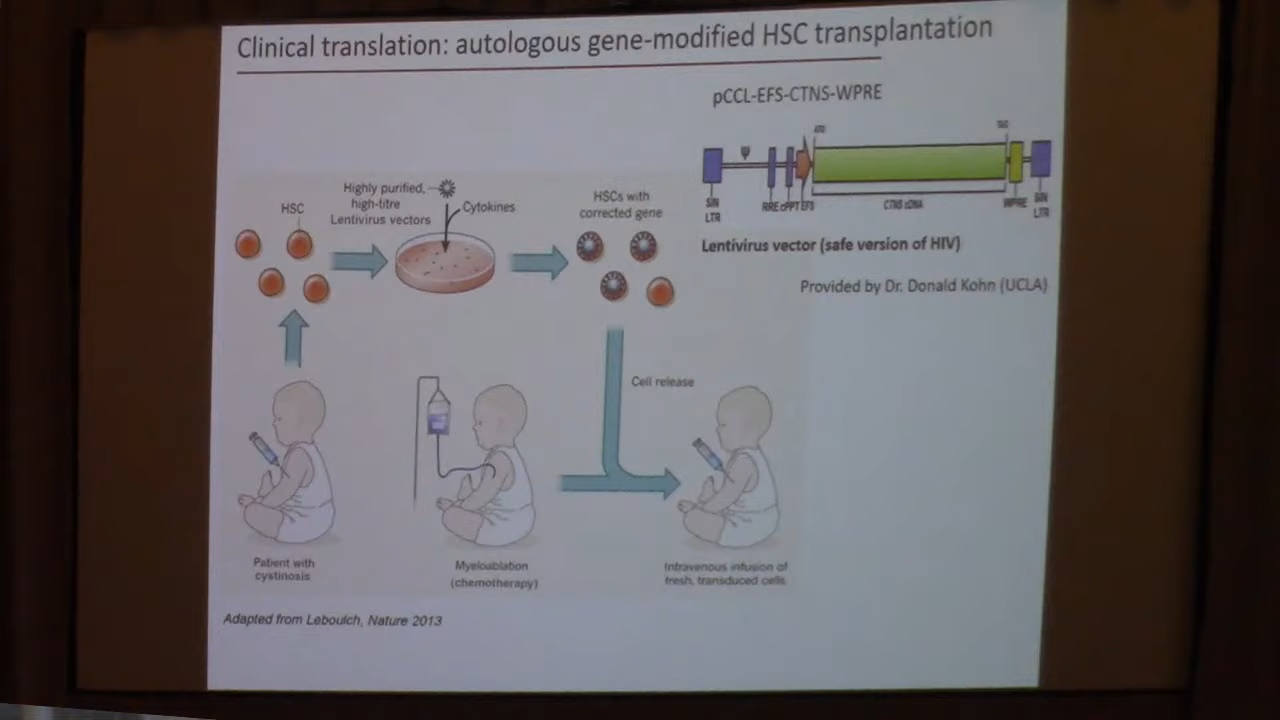 Clinical translation: autologous gene-modified HSC transplantation
pCCL-EFS-CTNS-WPRE
ATG
TAG
Ψ
SIN
LTR
RRE cPPT EFS
CTNS cDNA
WPRE
SIN
LTR
Lentivirus vector (safe version of HIV)
Provided by Dr. Donald Kohn (UCLA)
HSC
Highly purified,
high-titre
Lentivirus vectors
Cytokines
HSCs with
corrected gene
Cell release
Patient with
cystinosis
Myeloablation
(chemotherapy)
Intravenous infusion of
fresh, transduced cells
Adapted from Leboulch, Nature 2013